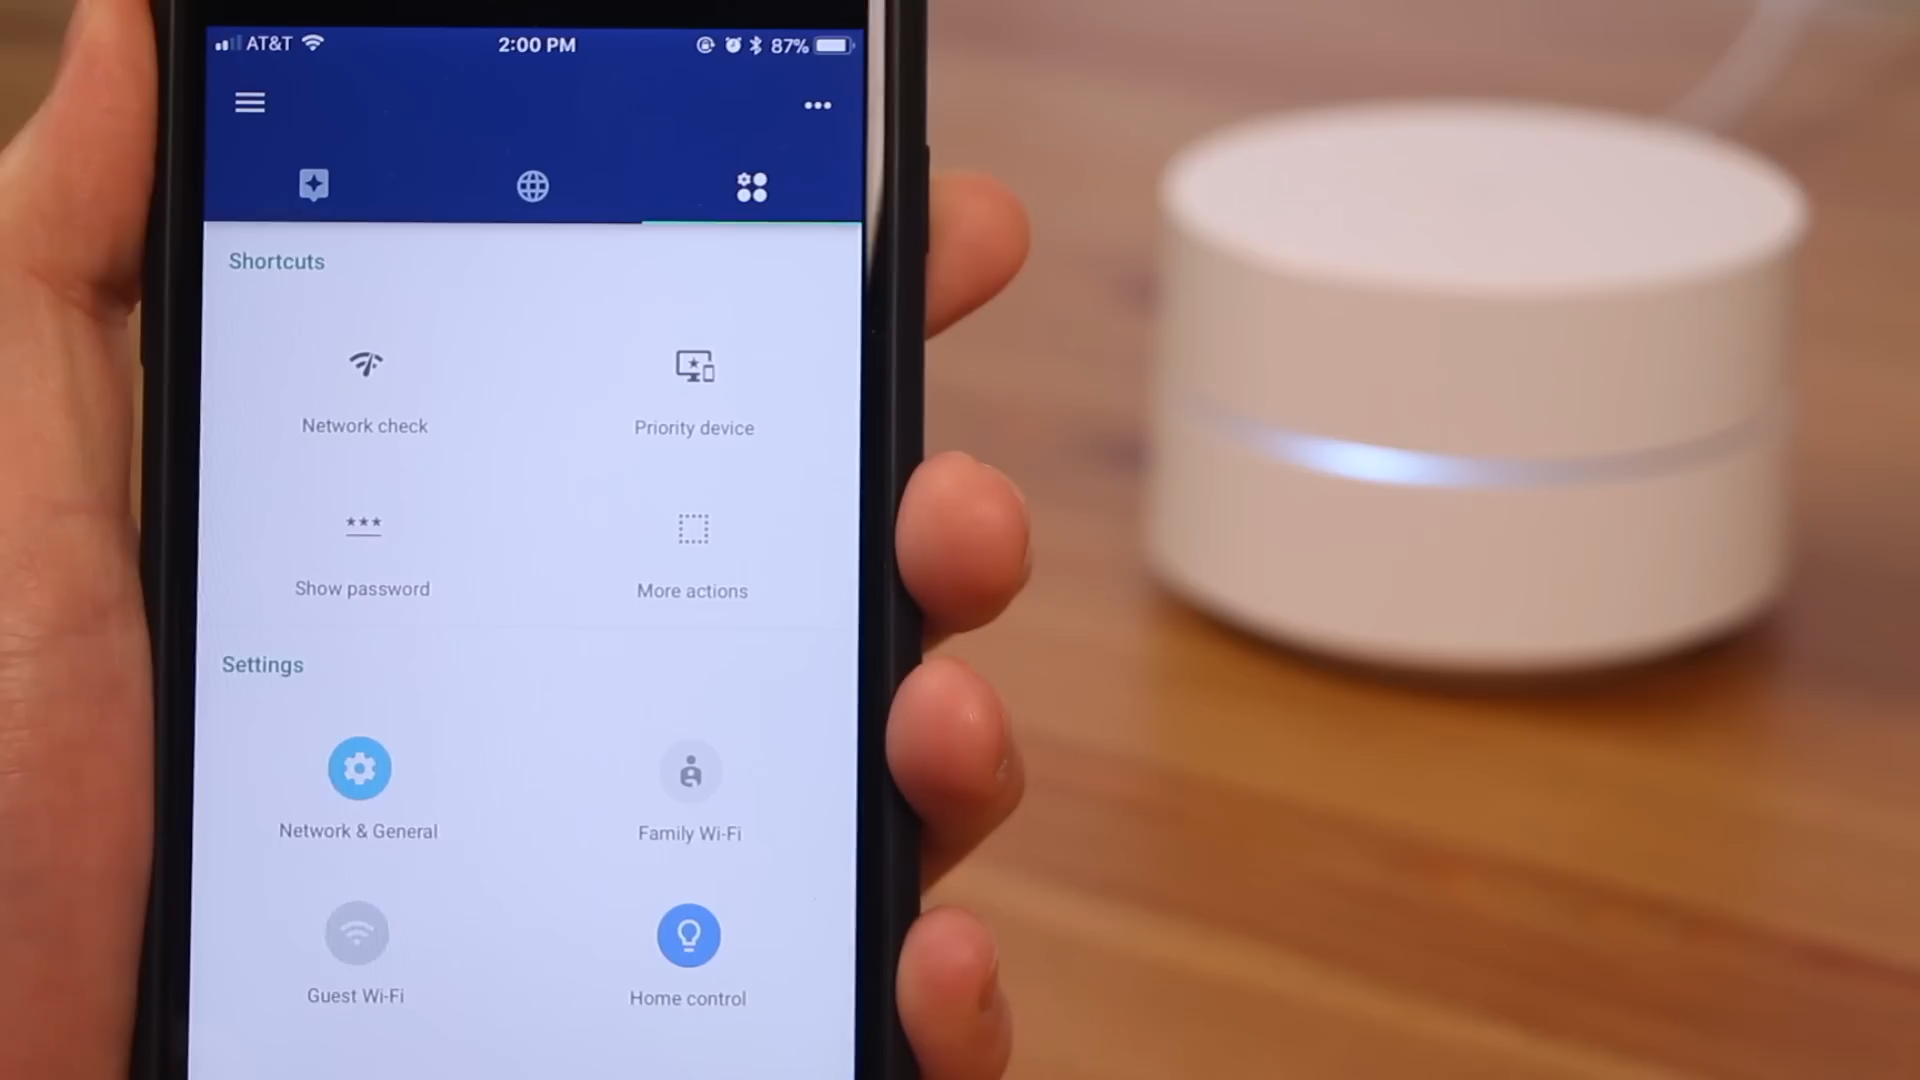 AT&T 2:00 PM 87%
Shortcuts
Network check Priority device
Show password More actions
Settings
Network & General Family Wi-Fi
Guest Wi-Fi Home control